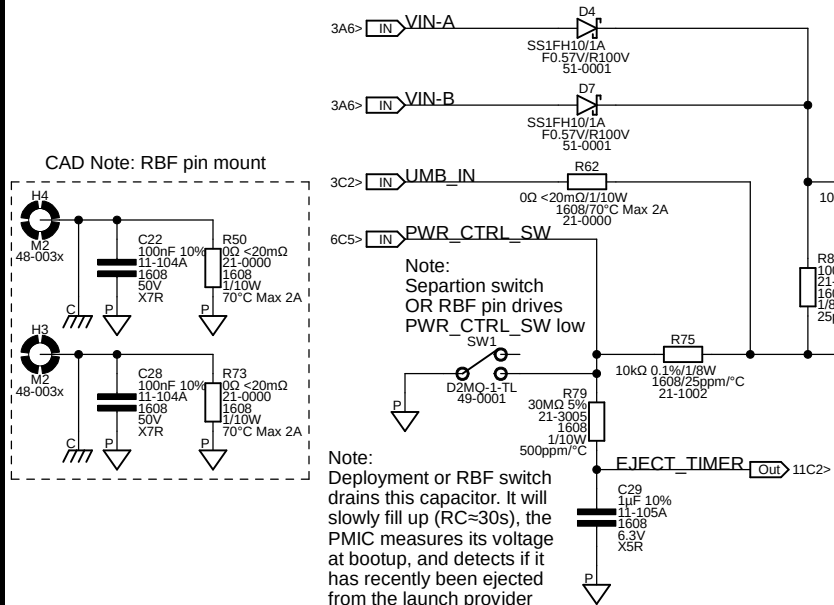 D4
3A6> IN VIN-A
SS1FH10/1A
F0.57V/R100V
51-0001
D7
3A6> IN VIN-B
SS1FH10/1A
F0.57V/R100V
51-0001
CAD Note: RBF pin mount
3C2> IN UMB_IN
R62
0Ω <20mΩ/1/10W
1608/70°C Max 2A
21-0000
10
6C5> IN PWR_CTRL_SW
H4
M2
48-003x
C22
100nF 10%
11-104A
1608
50V
X7R
R50
0Ω <20mΩ
21-0000
1608
1/10W
70°C Max 2A
C
P
P
Note:
Separtion switch
OR RBF pin drives
PWR_CTRL_SW low
SW1
D2MQ-1-TL
49-0001
P
R8
100
21-
160
1/8
25p
R75
10kΩ 0.1%/1/8W
1608/25ppm/°C
21-1002
H3
M2
48-003x
C28
100nF 10%
11-104A
1608
50V
X7R
R73
0Ω <20mΩ
21-0000
1608
1/10W
70°C Max 2A
C
P
P
R79
30MΩ 5%
21-3005
1608
1/10W
500ppm/°C
EJECT_TIMER Out 11C2>
C29
1µF 10%
11-105A
1608
6.3V
X5R
P
Note:
Deployment or RBF switch
drains this capacitor. It will
slowly fill up (RC≈30s), the
PMIC measures its voltage
at bootup, and detects if it
has recently been ejected
from the launch provider